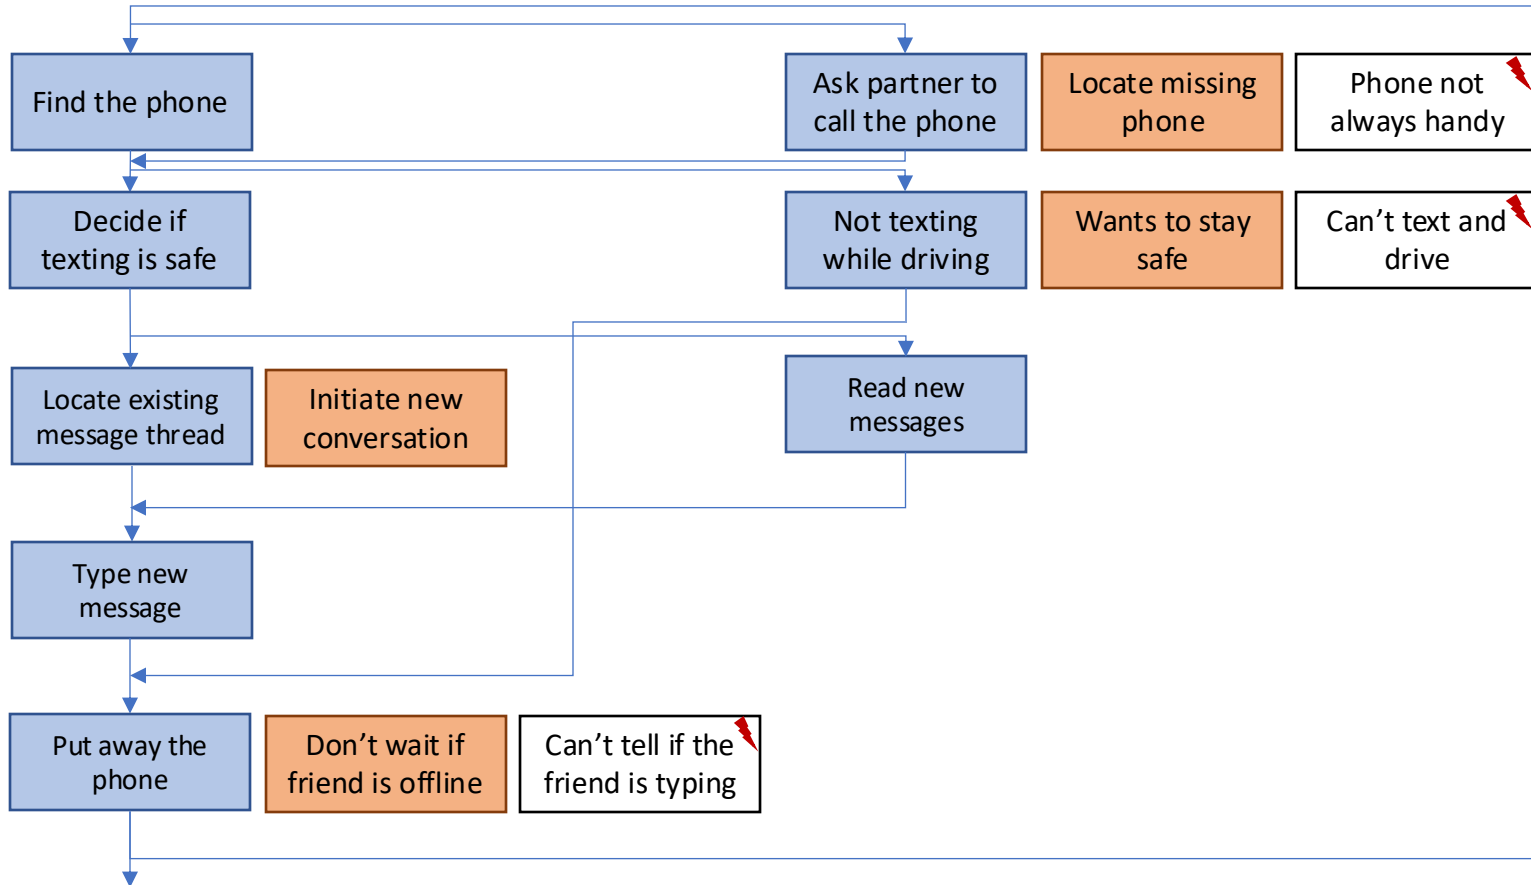 Find the phone
Ask partner to
call the phone
Locate missing
phone
Phone not
always handy
Decide if
texting is safe
Not texting
while driving
Wants to stay
safe
Can’t text and
drive
Locate existing
message thread
Initiate new
conversation
Read new
messages
Type new
message
Put away the
phone
Don’t wait if
friend is offline
Can’t tell if the
friend is typing